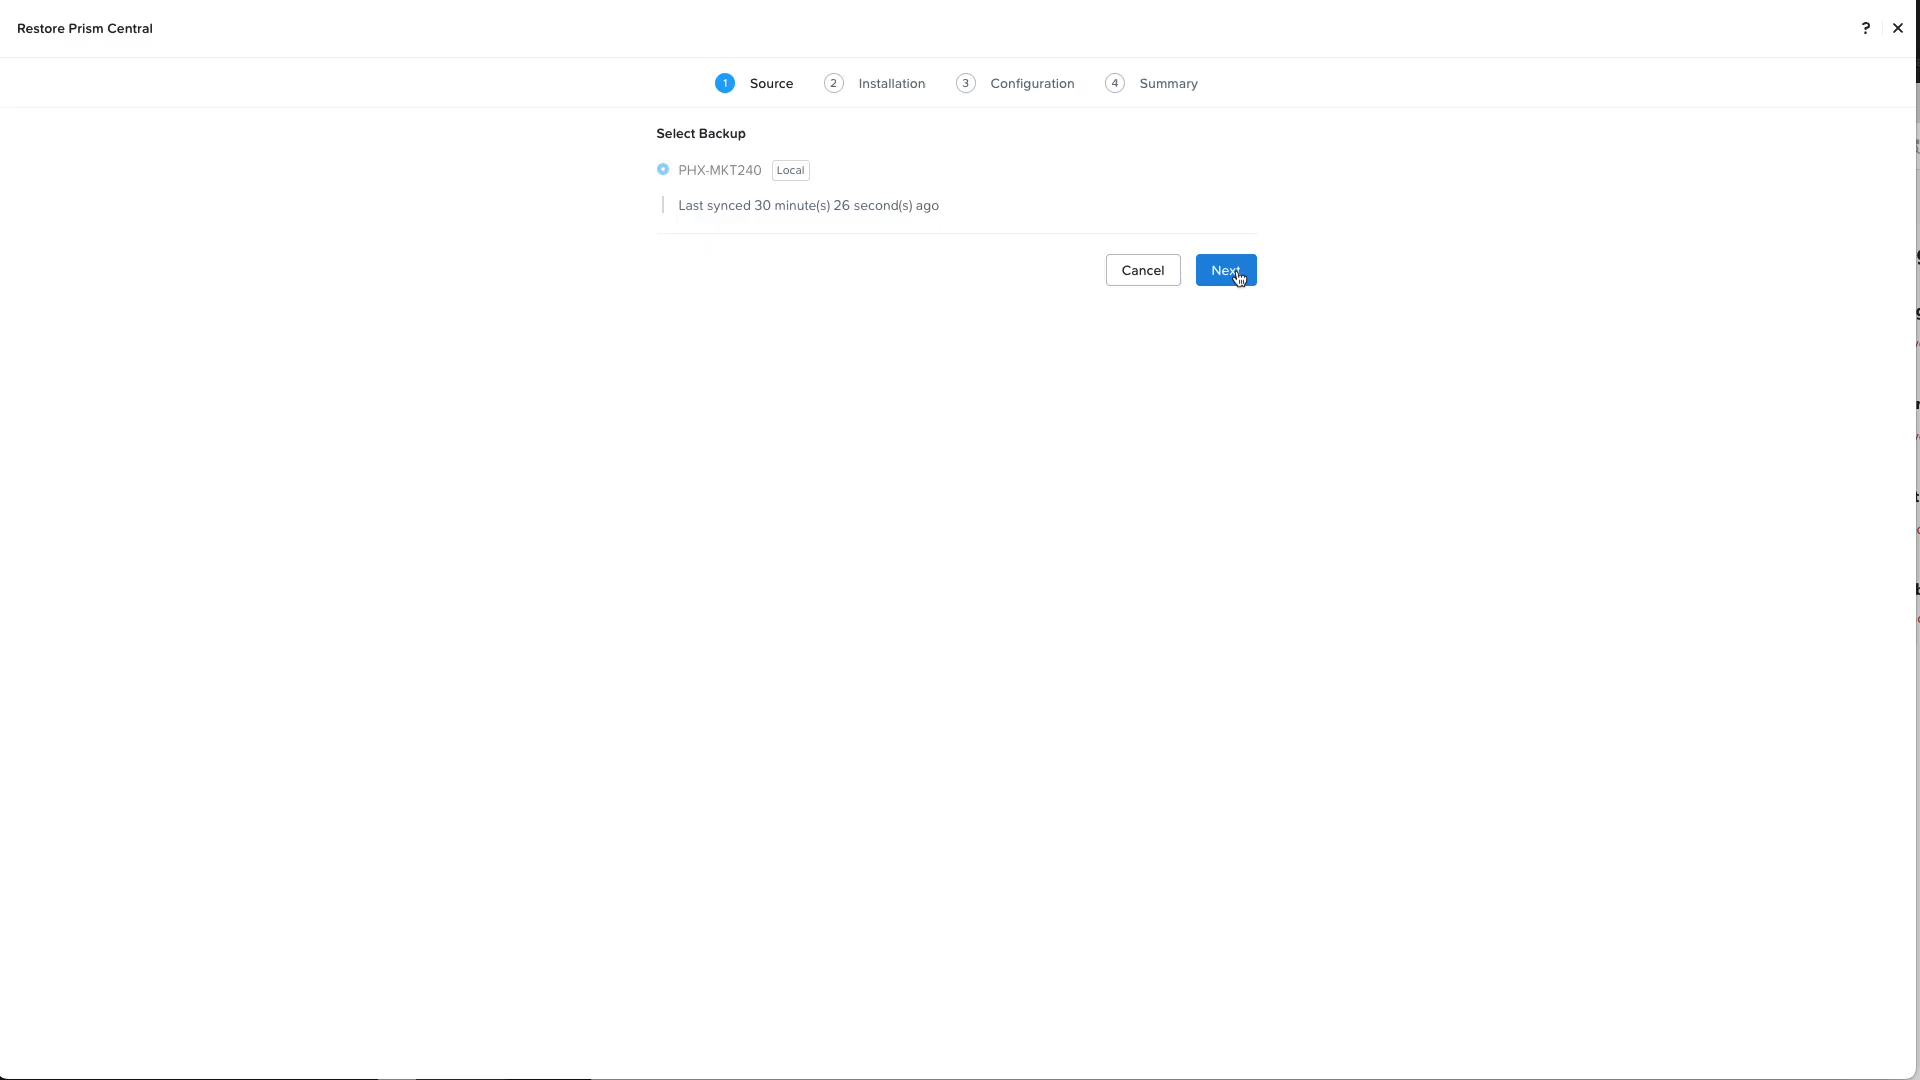 Restore Prism Central
?
1 Source 2 Installation 3 Configuration 4 Summary
Select Backup
PHX-MKT240 Local
Last synced 30 minute(s) 26 second(s) ago
Cancel Next